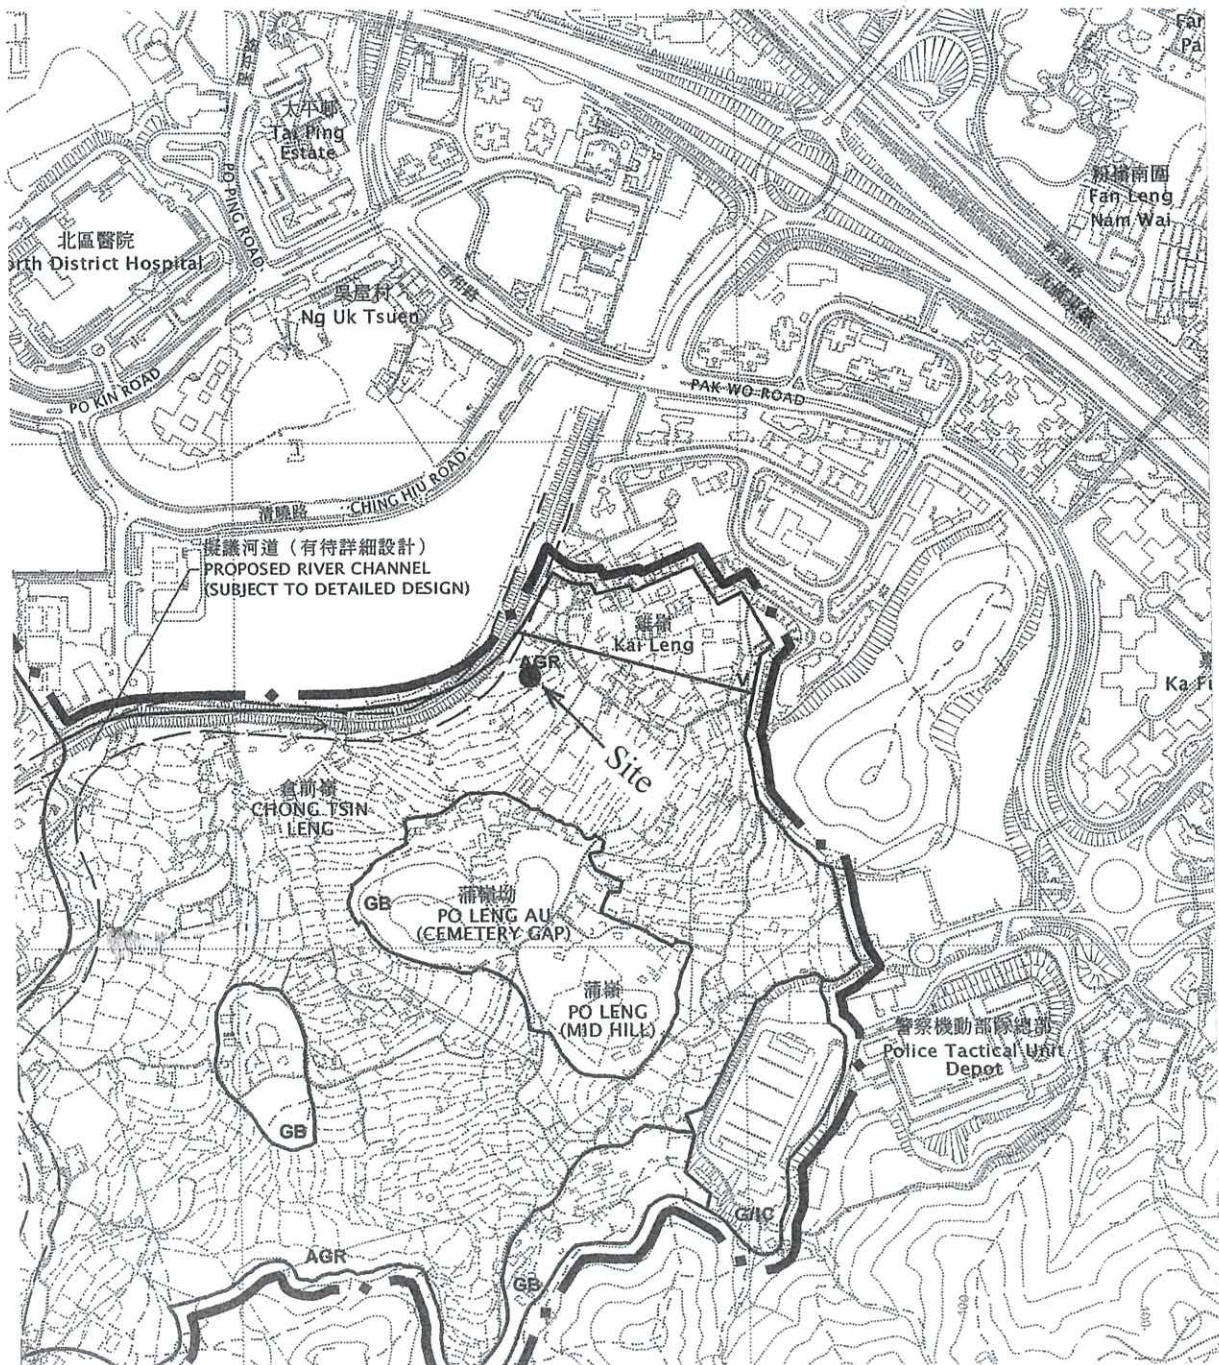 太平邨
Tai Ping
Estate
PO PING ROAD
北區醫院
orth District Hospital
吳屋村
Ng Uk Tsuen
百和路
粉嶺南圍
Fan Leng
Nam Wai
PAK WO ROAD
PO KIN ROAD
清曉路
CHING HIU ROAD
擬議河道（有待詳細設計）
PROPOSED RIVER CHANNEL
(SUBJECT TO DETAILED DESIGN)
雞嶺
Kai Leng
AGR
V
Site
Ka Fu
CHONG TSIN
LENG
蒲嶺坳
GB
PO LENG AU
(CEMETERY GAP)
蒲嶺
PO LENG
(MID HILL)
警察機動部隊總部
Police Tactical Unit
Depot
GB
G/IC
AGR
GB
100